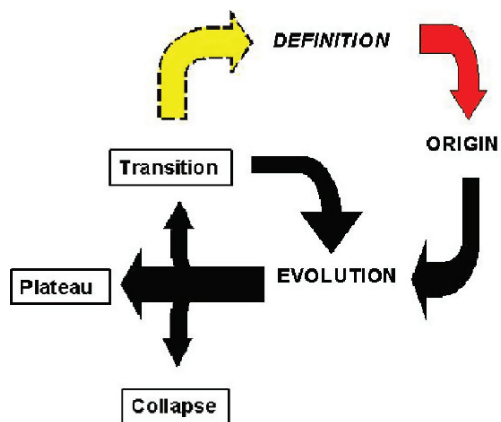 DEFINITION
ORIGIN
Transition
EVOLUTION
Plateau
Collapse